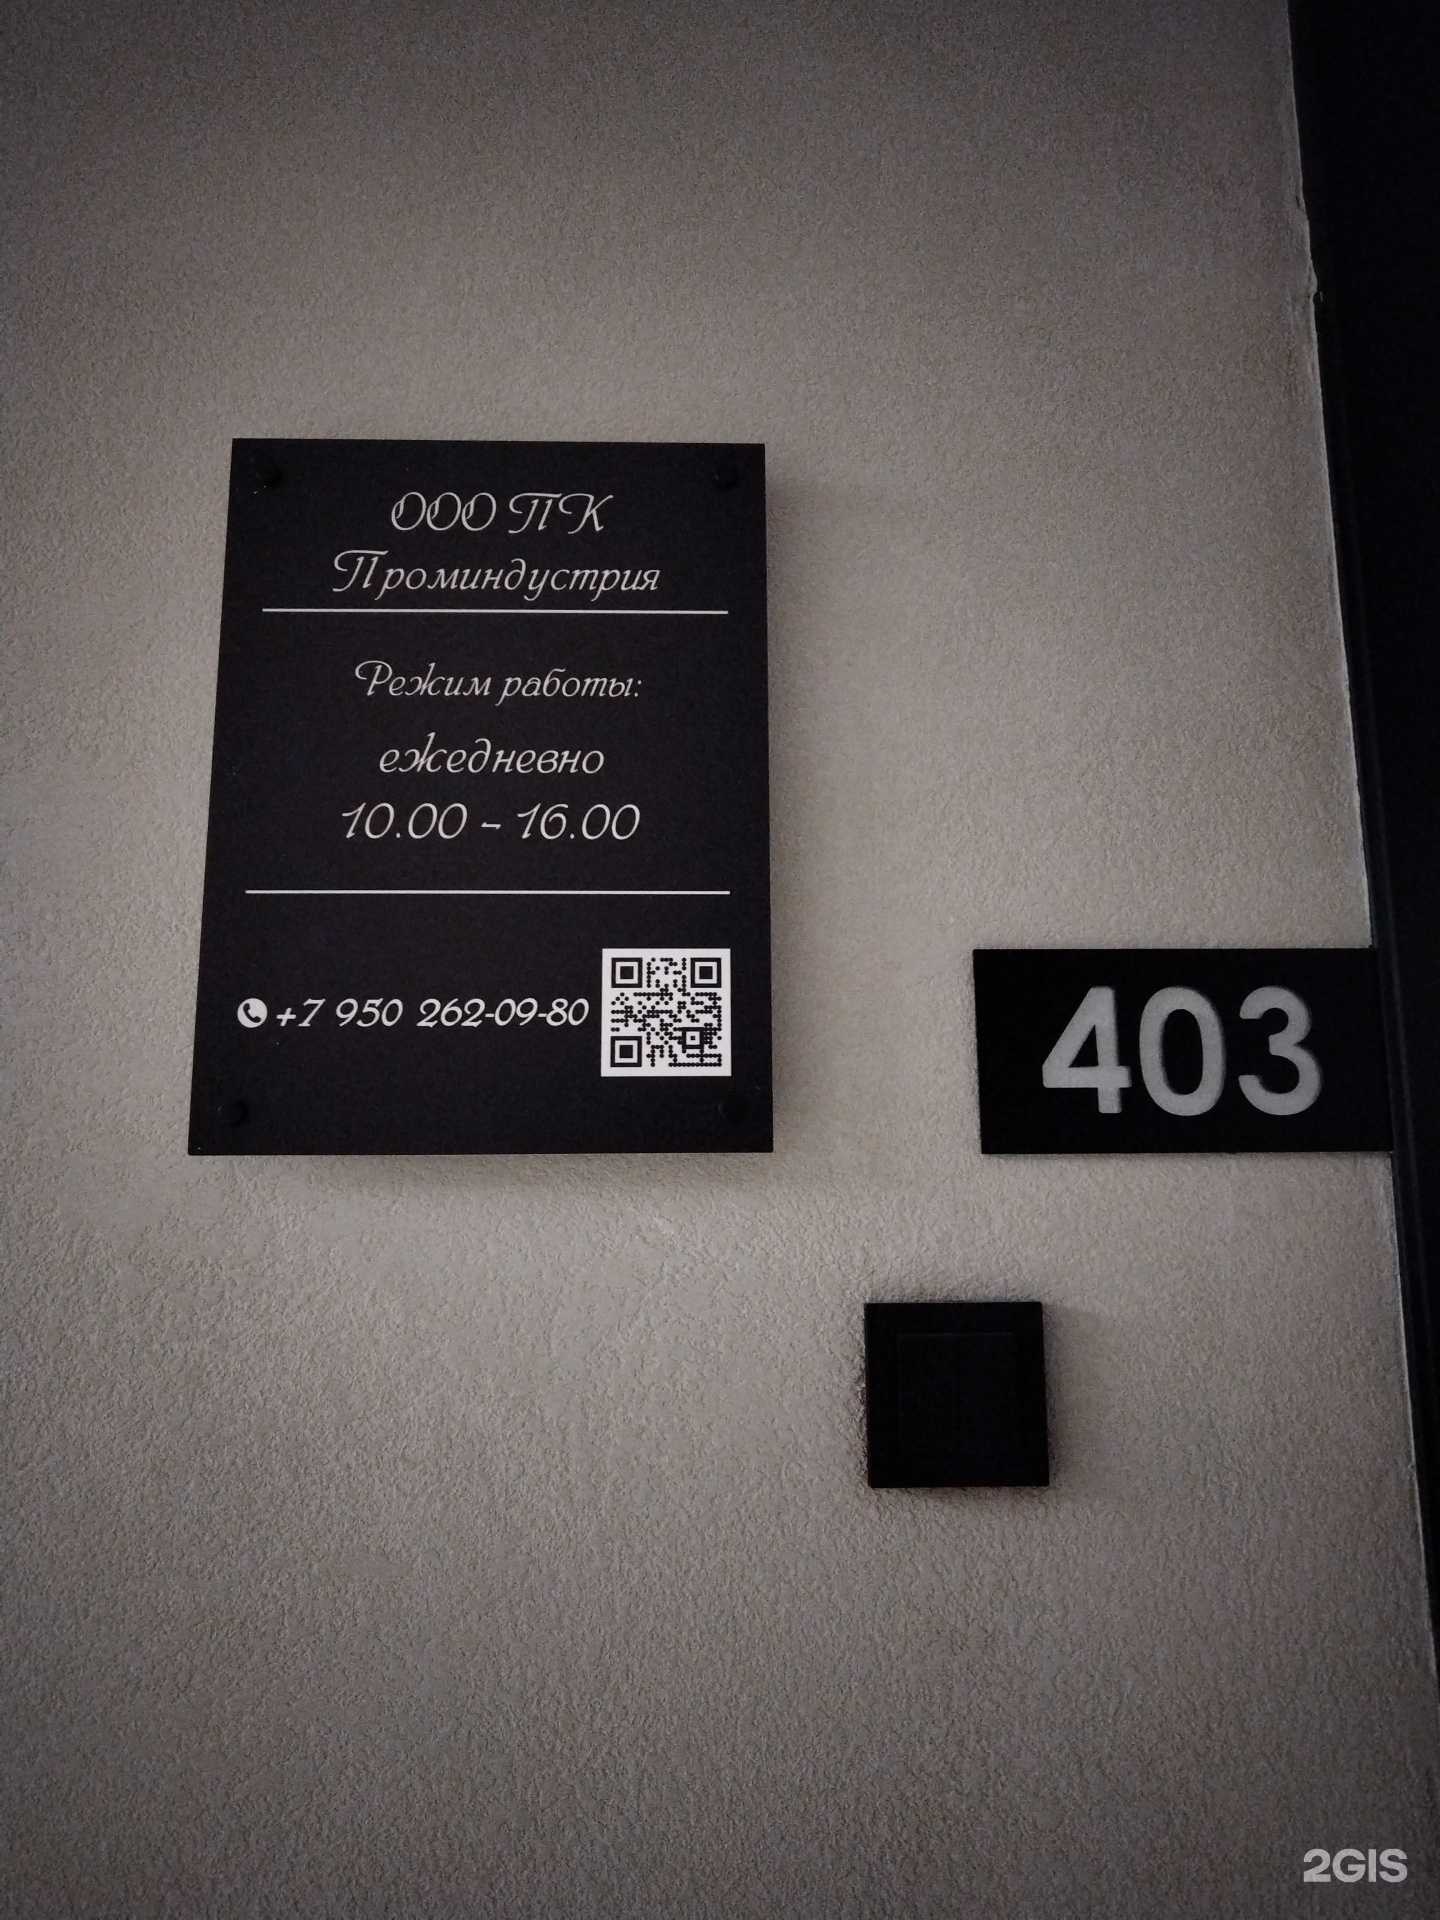 ООО ПК
Проминдустрия
Режим работы:
ежедневно
10.00 - 16.00
+7 950 262-09-80
403
2GIS